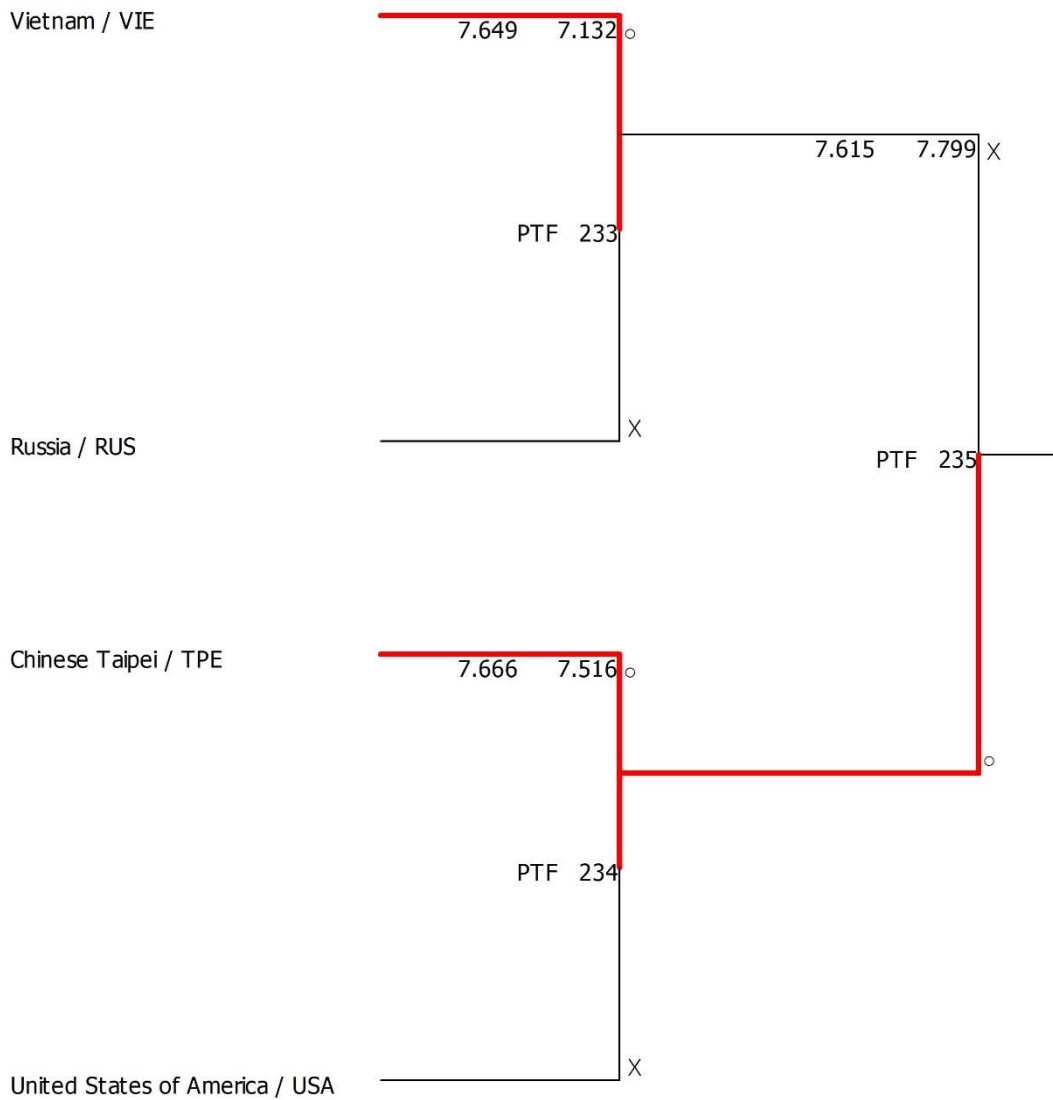 Vietnam / VIE
7.649 7.132 o
7.615 7.799 X
PTF 233
Russia / RUS
X
PTF 235
Chinese Taipei / TPE
7.666 7.516 o
o
PTF 234
United States of America / USA
X